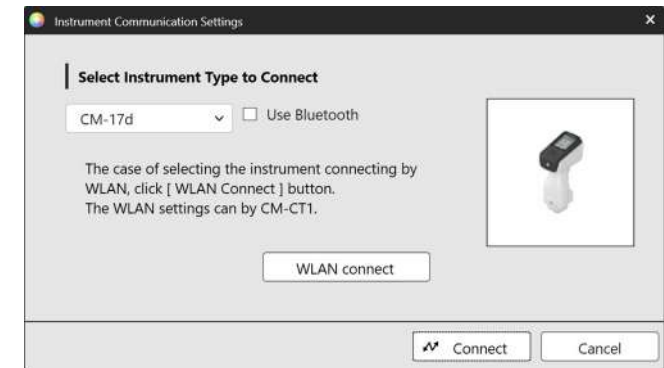 Instrument Communication Settings
Select Instrument Type to Connect
CM-17d
Use Bluetooth
The case of selecting the instrument connecting by
WLAN, click [ WLAN Connect ] button.
The WLAN settings can by CM-CT1.
WLAN connect
Connect
Cancel